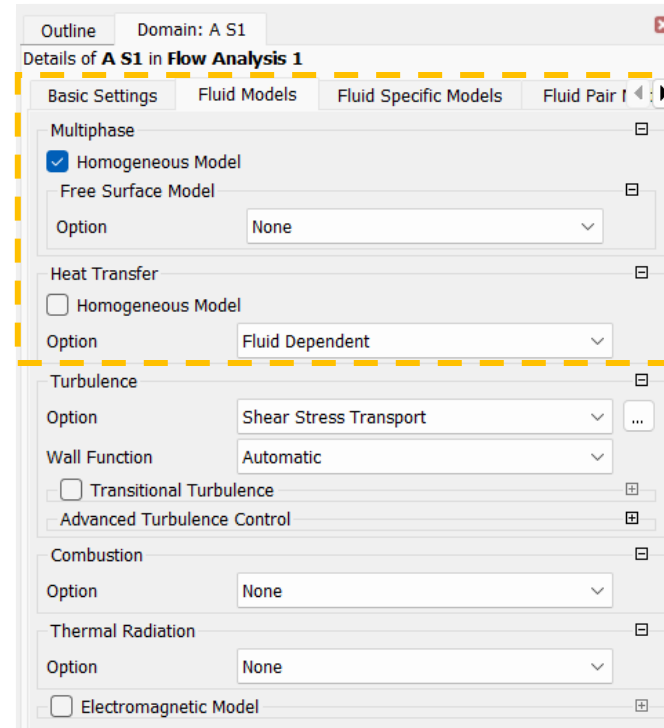 Outline Domain: A S1
Details of A S1 in Flow Analysis 1
Basic Settings Fluid Models Fluid Specific Models Fluid Pair
Multiphase
Homogeneous Model
Free Surface Model
Option None
Heat Transfer
Homogeneous Model
Option Fluid Dependent
Turbulence
Option Shear Stress Transport ...
Wall Function Automatic
Transitional Turbulence
Advanced Turbulence Control
Combustion
Option None
Thermal Radiation
Option None
Electromagnetic Model